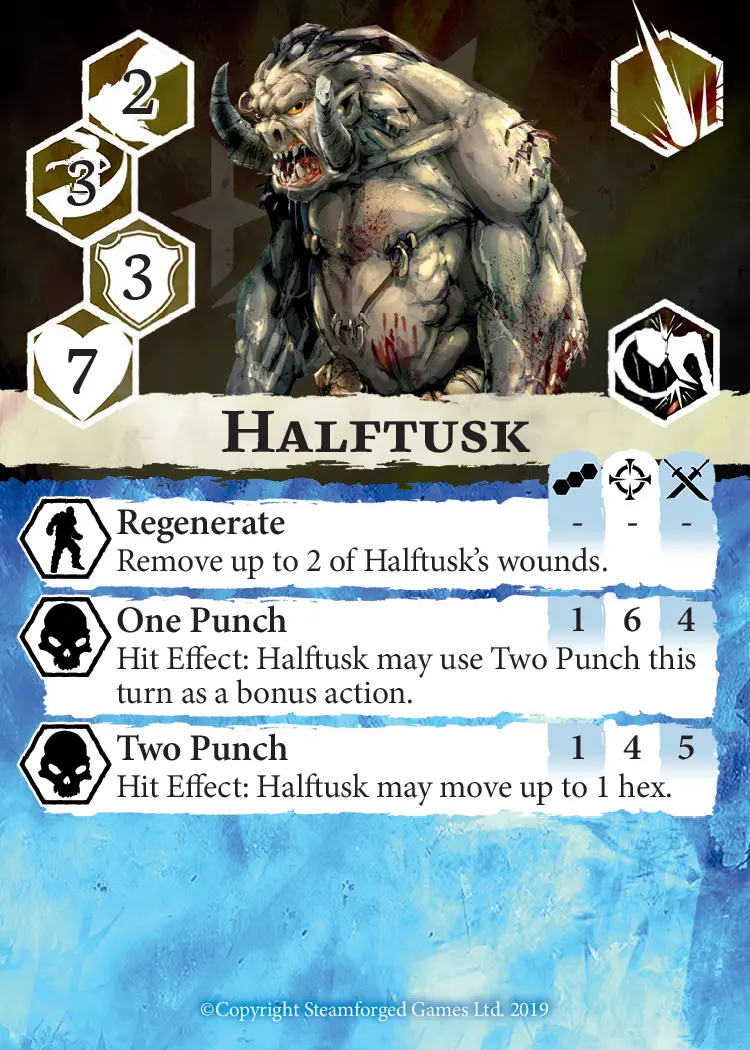 2
3
3
7
Halftusk
Regenerate - - -
Remove up to 2 of Halftusk's wounds.
One Punch 1 6 4
Hit Effect: Halftusk may use Two Punch this
turn as a bonus action.
Two Punch 1 4 5
Hit Effect: Halftusk may move up to 1 hex.
©Copyright Steamforged Games Ltd. 2019